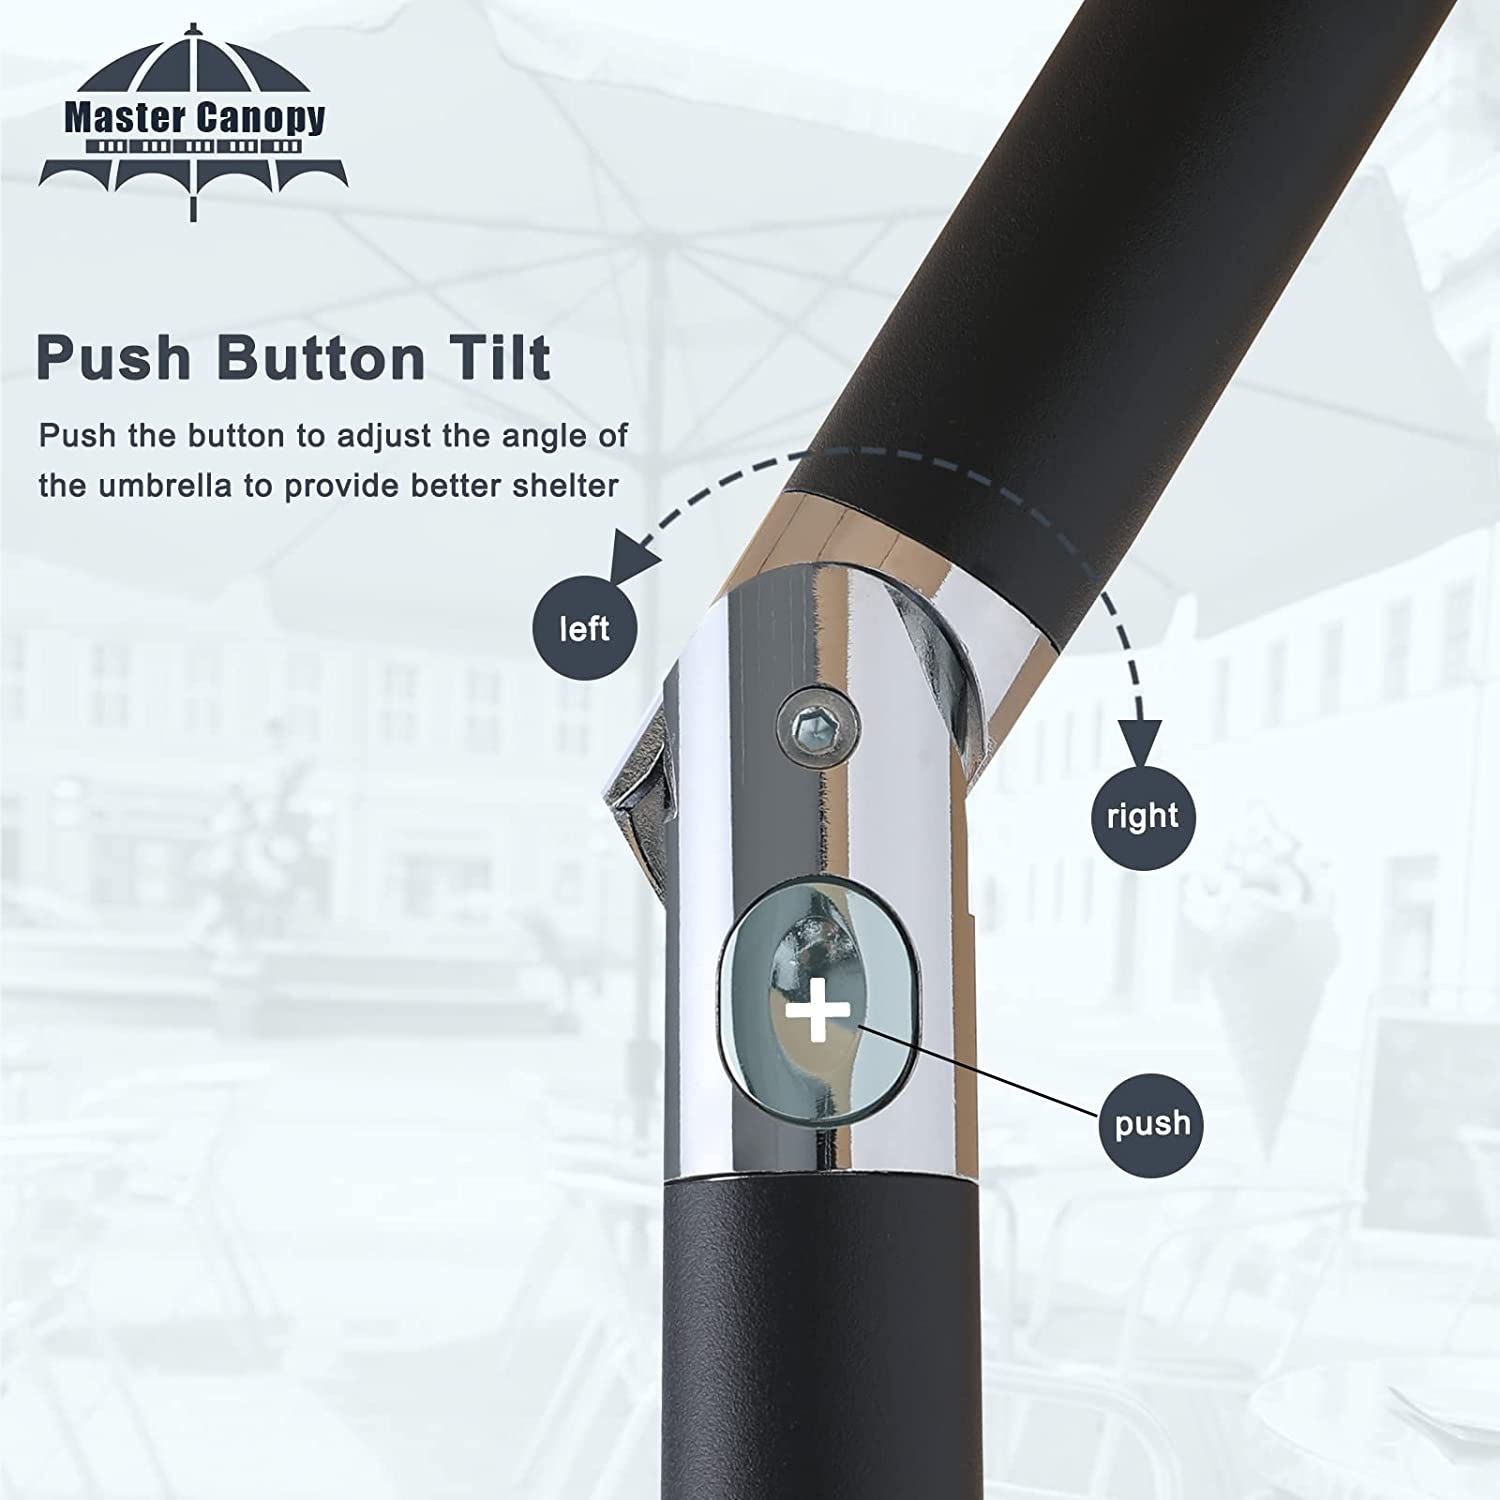 Master Canopy
Push Button Tilt
Push the button to adjust the angle of
the umbrella to provide better shelter
left
right
+
push